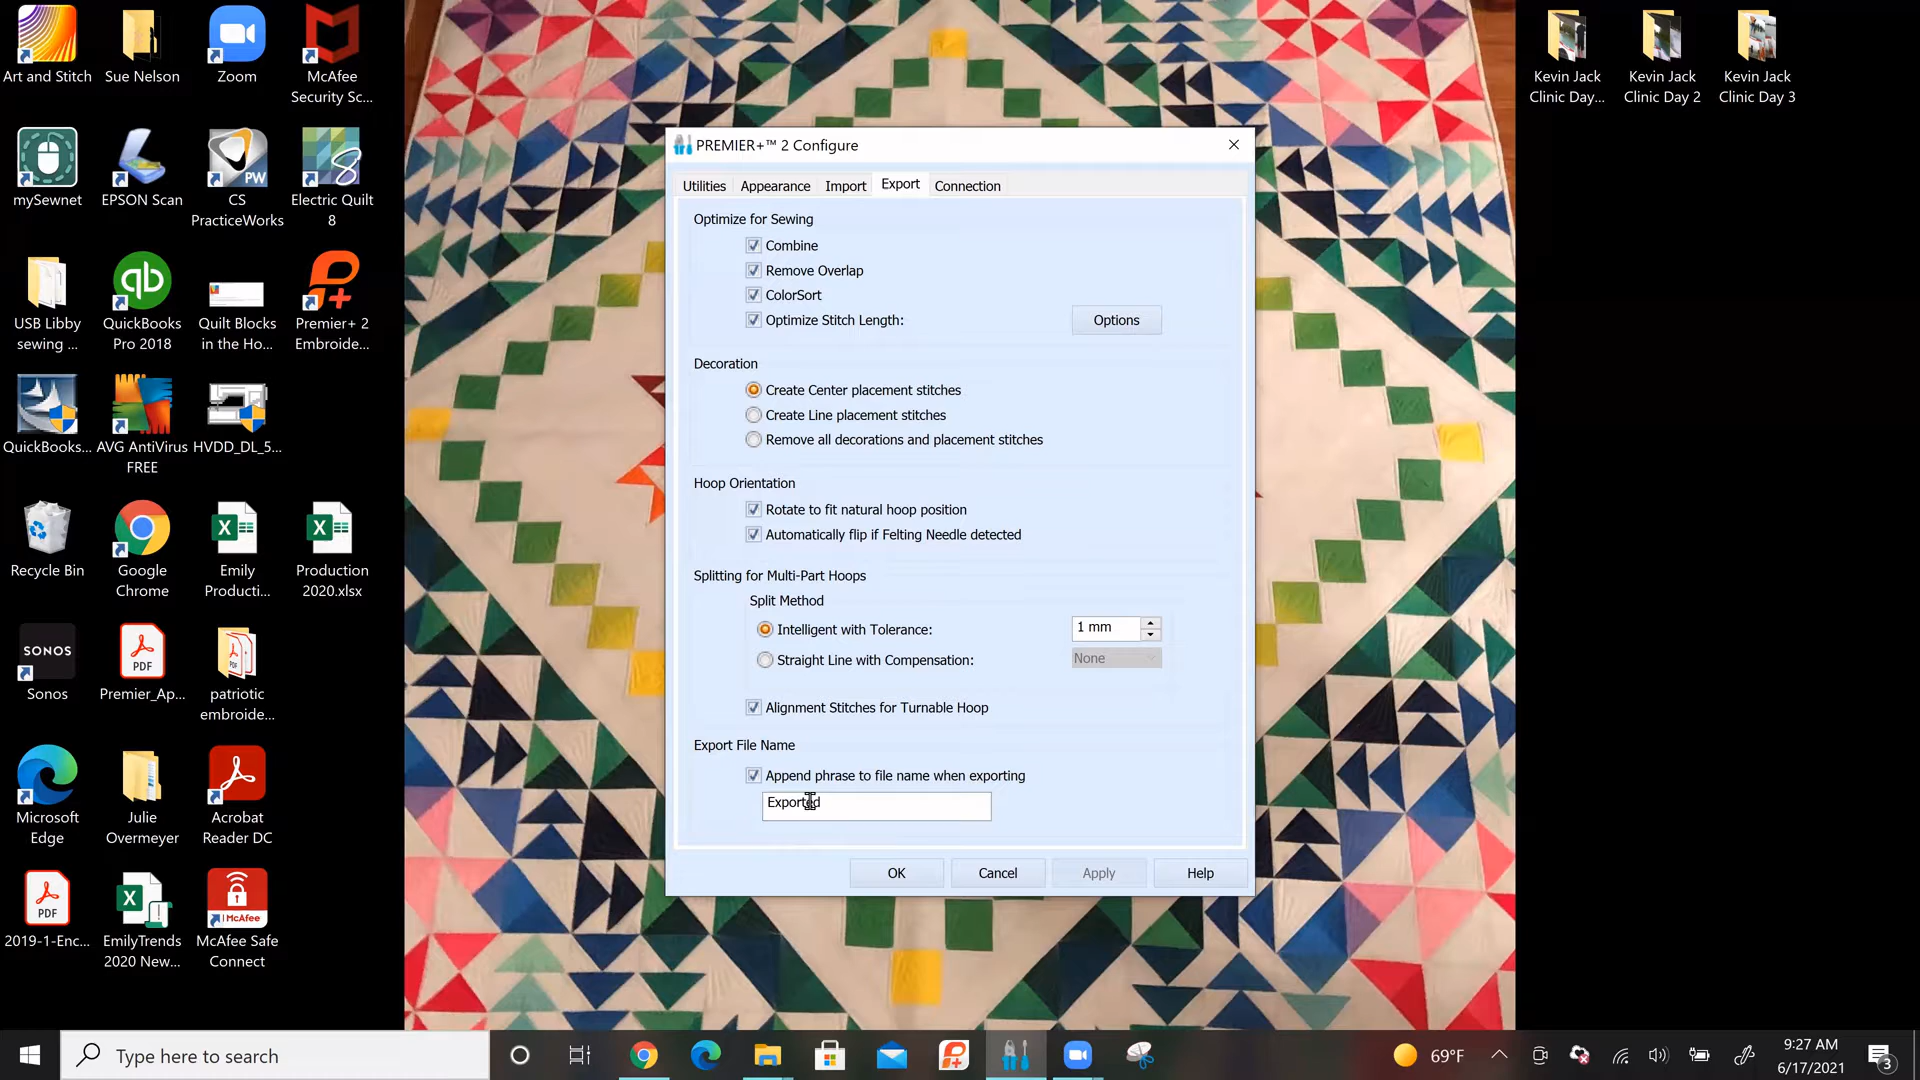 Art and Stitch
Sue Nelson
Zoom
McAfee
Security Sc...
mySewnet
EPSON Scan
PW
CS
PracticeWorks
Electric Quilt
8
USB Libby
sewing ...
qb
QuickBooks
Pro 2018
Quilt Blocks
in the Ho...
Premier+ 2
Embroide...
QuickBooks...
AVG AntiVirus
FREE
HVDD_DL_5...
Recycle Bin
Google
Chrome
Emily
Producti...
Production
2020.xlsx
SONOS
Sonos
PDF
Premier_Ap...
patriotic
embroide...
Microsoft
Edge
Julie
Overmeyer
Acrobat
Reader DC
PDF
2019-1-Enc...
EmilyTrends
2020 New...
McAfee
McAfee Safe
Connect
Kevin Jack
Clinic Day...
Kevin Jack
Clinic Day 2
Kevin Jack
Clinic Day 3
PREMIER+™ 2 Configure
Utilities Appearance Import Export Connection
Optimize for Sewing
Combine
Remove Overlap
ColorSort
Optimize Stitch Length: Options
Decoration
Create Center placement stitches
Create Line placement stitches
Remove all decorations and placement stitches
Hoop Orientation
Rotate to fit natural hoop position
Automatically flip if Felting Needle detected
Splitting for Multi-Part Hoops
Split Method
Intelligent with Tolerance: 1 mm
Straight Line with Compensation: None
Alignment Stitches for Turnable Hoop
Export File Name
Append phrase to file name when exporting
Exported
OK Cancel Apply Help
Type here to search
69°F
9:27 AM
6/17/2021
3